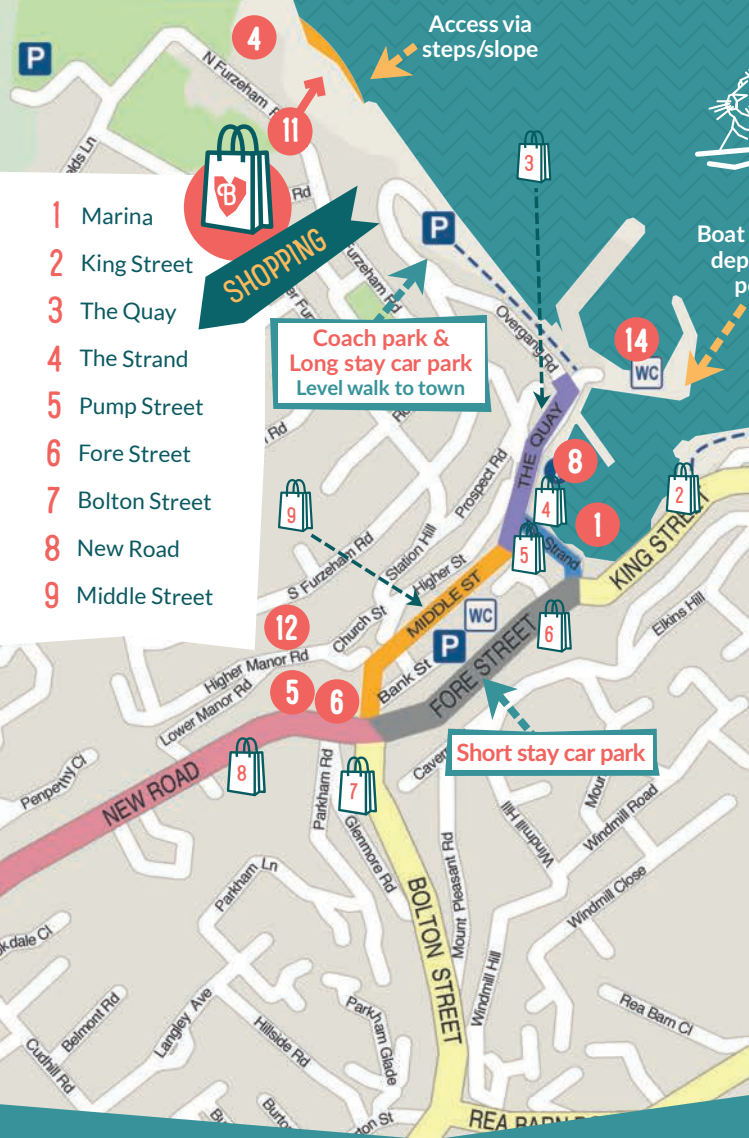 Access via
steps/slope
4
P
N Furzeham
11
B
SHOPPING
3
1 Marina
2 King Street
3 The Quay
4 The Strand
5 Pump Street
6 Fore Street
7 Bolton Street
8 New Road
9 Middle Street
Rd
P
Furzeham Rd
Coach park &
Long stay car park
Level walk to town
Overgang Rd
Boat
14
WC
THE QUAY
8
4
1
2
5
Strand
KING STREET
Prospect Rd
9
Rd
S Furzeham Rd
Station Hill
Higher St
MIDDLE ST
Church St
WC
P
6
Elkins Hill
12
Higher Manor Rd
Lower Manor Rd
Bank St
FORE STREET
5
6
Short stay car park
Penpethy Cl
NEW ROAD
8
Parkham Rd
7
Glenmore Rd
Windmill Hill
Windmill Road
Windmill Close
Mount Pleasant Rd
BOLTON STREET
Parkham Ln
Windmill Hill
Rea Barn Cl
Belmont Rd
Cudhill Rd
Langley Ave
Hillside Rd
Parkham Glade
REA BARN